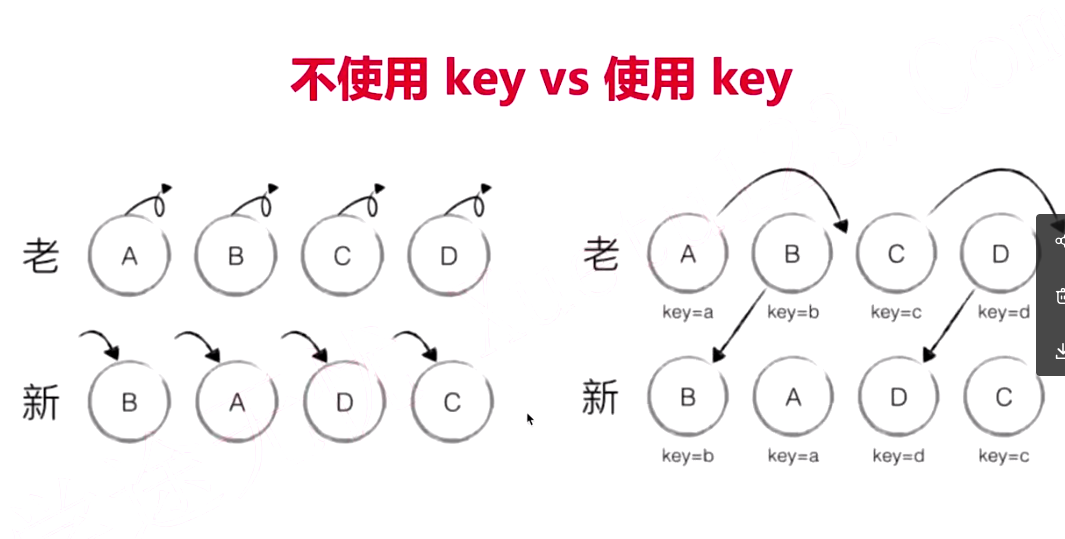 不使用 key vs 使用 key
老 A B C D
新 B A D C
老 A B C D
key=a key=b key=c key=d
新 B A D C
key=b key=a key=d key=c